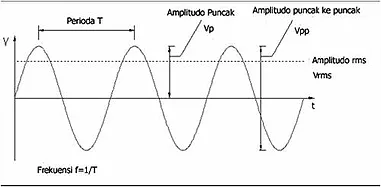 Perioda T
Amplitudo Puncak
Vp
Amplitudo puncak ke puncak
Vpp
V
Amplitudo rms
Vrms
t
Frekuensi f=1/T